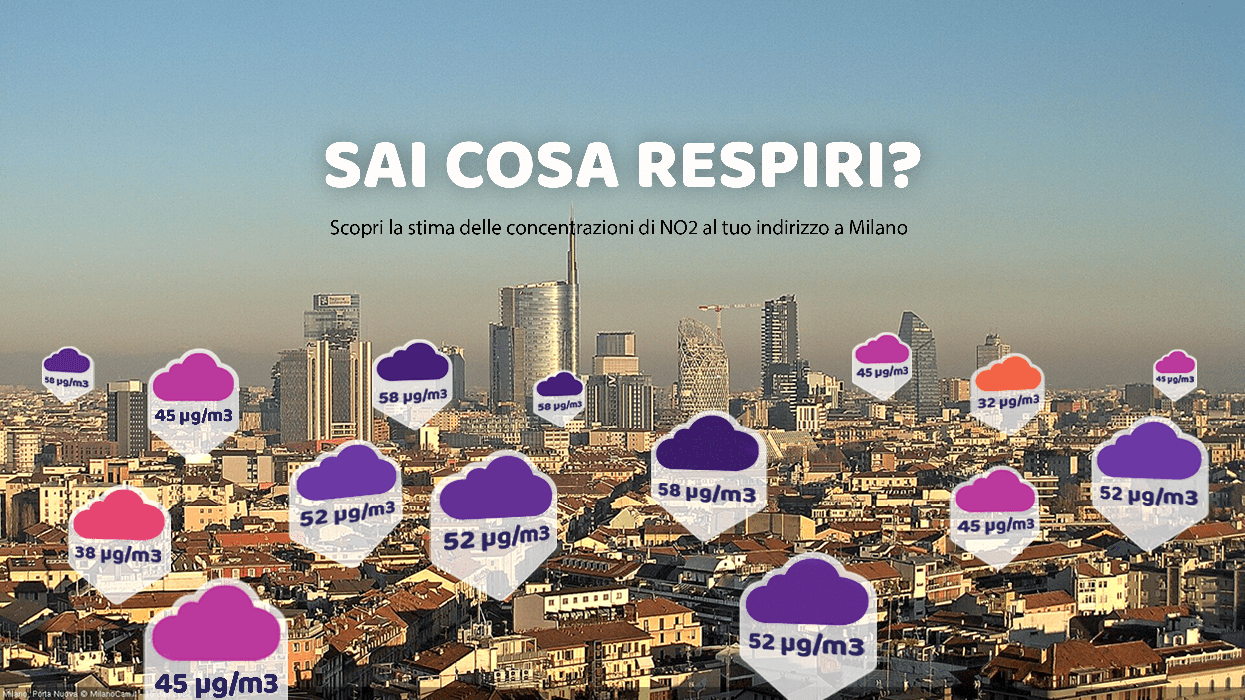 SAI COSA RESPIRI?
Scopri la stima delle concentrazioni di NO2 al tuo indirizzo a Milano
58 µg/m3
45 µg/m3
58 µg/m3
58 µg/m3
45 µg/m3
32 µg/m3
45 µg/m3
52 µg/m3
52 µg/m3
58 µg/m3
45 µg/m3
52 µg/m3
38 µg/m3
45 µg/m3
52 µg/m3
Milano, Porta Nuova © MilanoCam.it